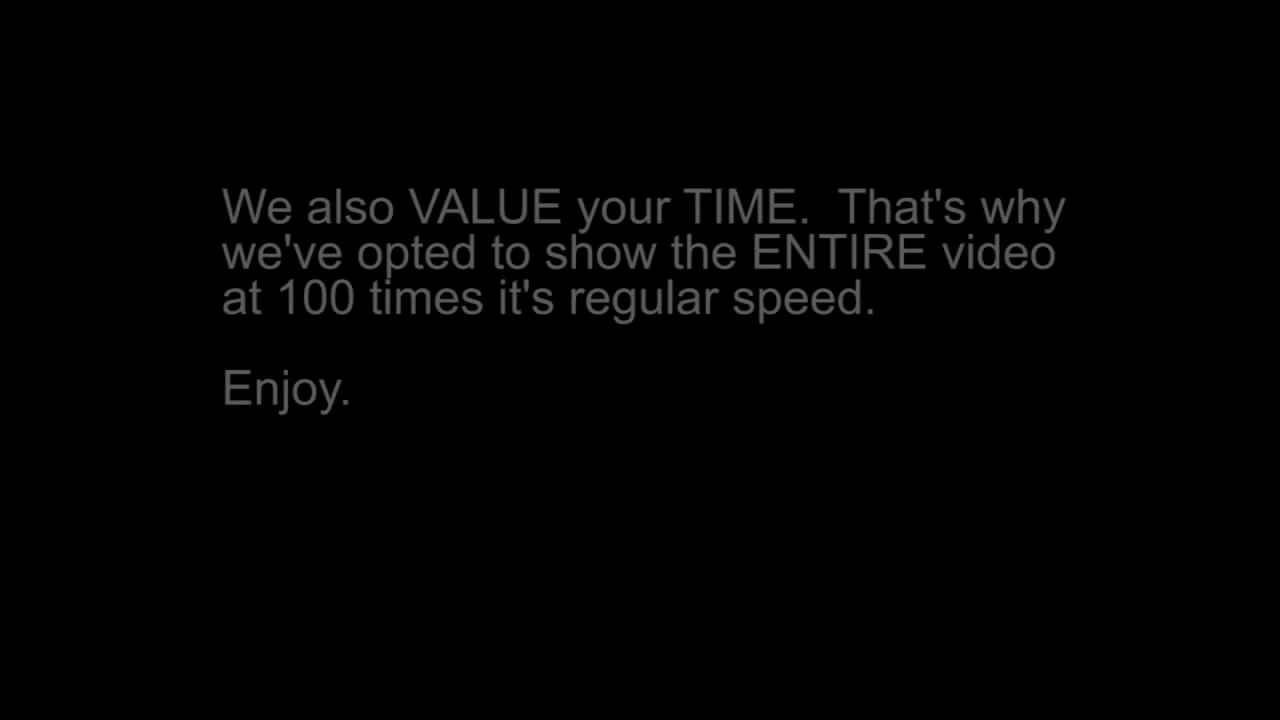 We also VALUE your TIME.  That's why
we've opted to show the ENTIRE video
at 100 times it's regular speed.
Enjoy.